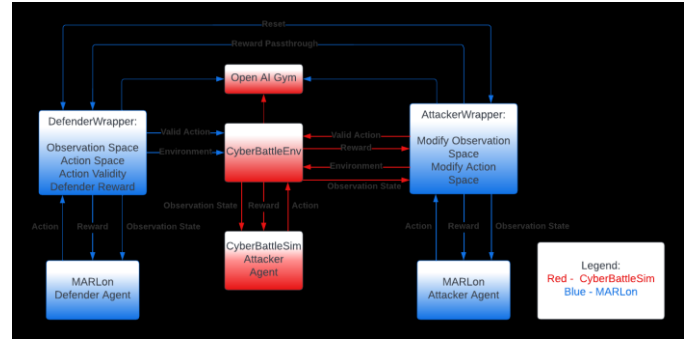 Reset
Reward Passthrough
Open AI Gym
DefenderWrapper:
Observation Space
Action Space
Action Validity
Defender Reward
Valid Action
Environment
CyberBattleEnv
Valid Action
Reward
Environment
Observation State
AttackerWrapper:
Modify Observation
Space
Modify Action
Space
Action
Reward
Observation State
Observation State
Reward
Action
Action
Reward
Observation State
CyberBattleSim
Attacker
Agent
MARLon
Defender Agent
MARLon
Attacker Agent
Legend:
Red - CyberBattleSim
Blue - MARLon